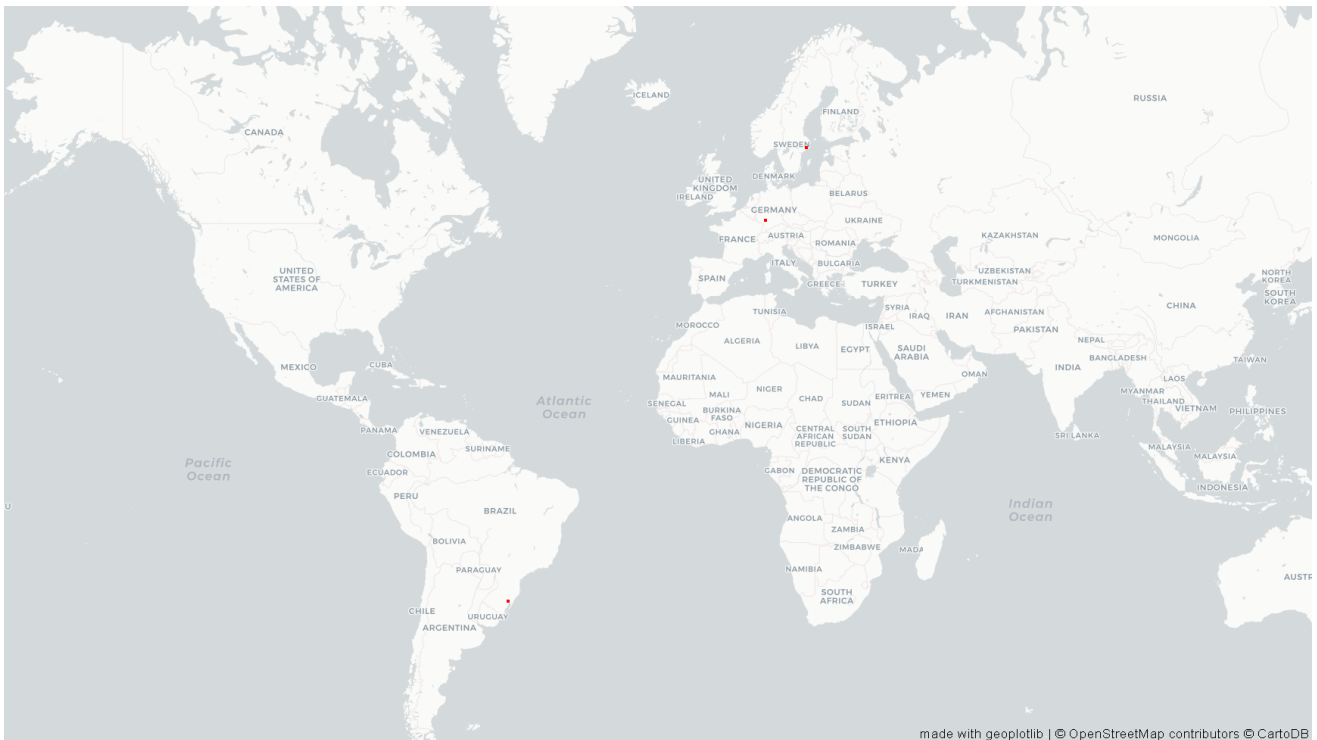 ICELAND
RUSSIA
FINLAND
CANADA
SWEDEN
DENMARK
UNITED
KINGDOM
IRELAND
BELARUS
GERMANY
UKRAINE
FRANCE
AUSTRIA
ROMANIA
KAZAKHSTAN
MONGOLIA
ITALY
BULGARIA
SPAIN
GREECE
TURKEY
UZBEKISTAN
TURKMENISTAN
NORTH
KOREA
SOUTH
KOREA
UNITED
STATES OF
AMERICA
CHINA
TUNISIA
SYRIA
IRAQ
IRAN
AFGHANISTAN
MOROCCO
ISRAEL
PAKISTAN
ALGERIA
LIBYA
EGYPT
SAUDI
ARABIA
NEPAL
BANGLADESH
TAIWAN
MEXICO
CUBA
INDIA
OMAN
MAURITANIA
LAOS
NIGER
MYANMAR
MALI
CHAD
SUDAN
ERITREA
YEMEN
GUATEMALA
Atlantic
Ocean
SENEGAL
THAILAND
VIETNAM
PHILIPPINES
BURKINA
FASO
GUINEA
ETHIOPIA
NIGERIA
PANAMA
VENEZUELA
GHANA
CENTRAL
AFRICAN
REPUBLIC
SOUTH
SUDAN
SRI LANKA
LIBERIA
SURINAME
MALAYSIA
COLOMBIA
MALAYSIA
KENYA
Pacific
Ocean
ECUADOR
GABON
DEMOCRATIC
REPUBLIC OF
THE CONGO
INDONESIA
PERU
U
BRAZIL
Indian
Ocean
ANGOLA
ZAMBIA
BOLIVIA
ZIMBABWE
MADA
PARAGUAY
NAMIBIA
AUSTR
SOUTH
AFRICA
CHILE
URUGUAY
ARGENTINA
made with geoplotlib | © OpenStreetMap contributors © CartoDB